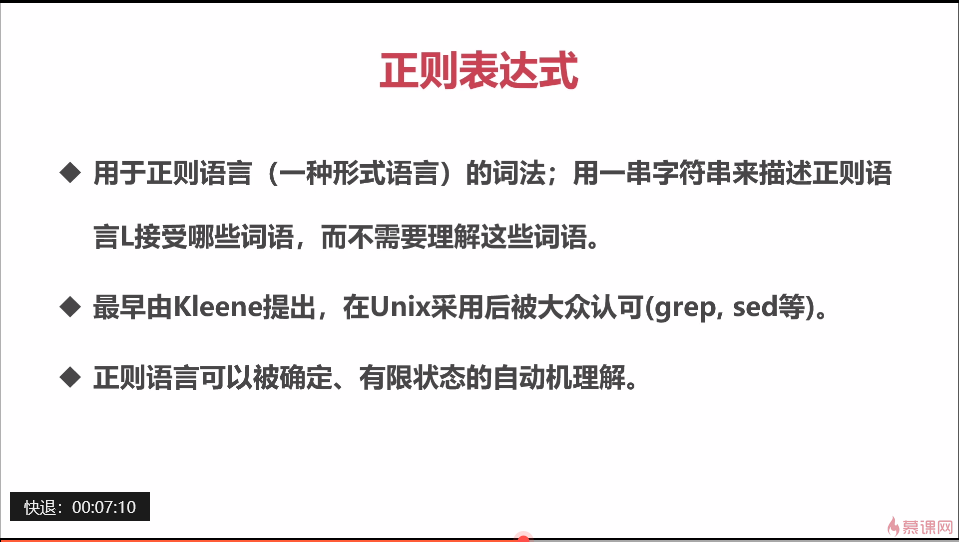 正则表达式
◆ 用于正则语言（一种形式语言）的词法；用一串字符串来描述正则语
言L接受哪些词语，而不需要理解这些词语。
◆ 最早由Kleene提出，在Unix采用后被大众认可(grep, sed等)。
◆ 正则语言可以被确定、有限状态的自动机理解。
快退：00:07:10
慕课网